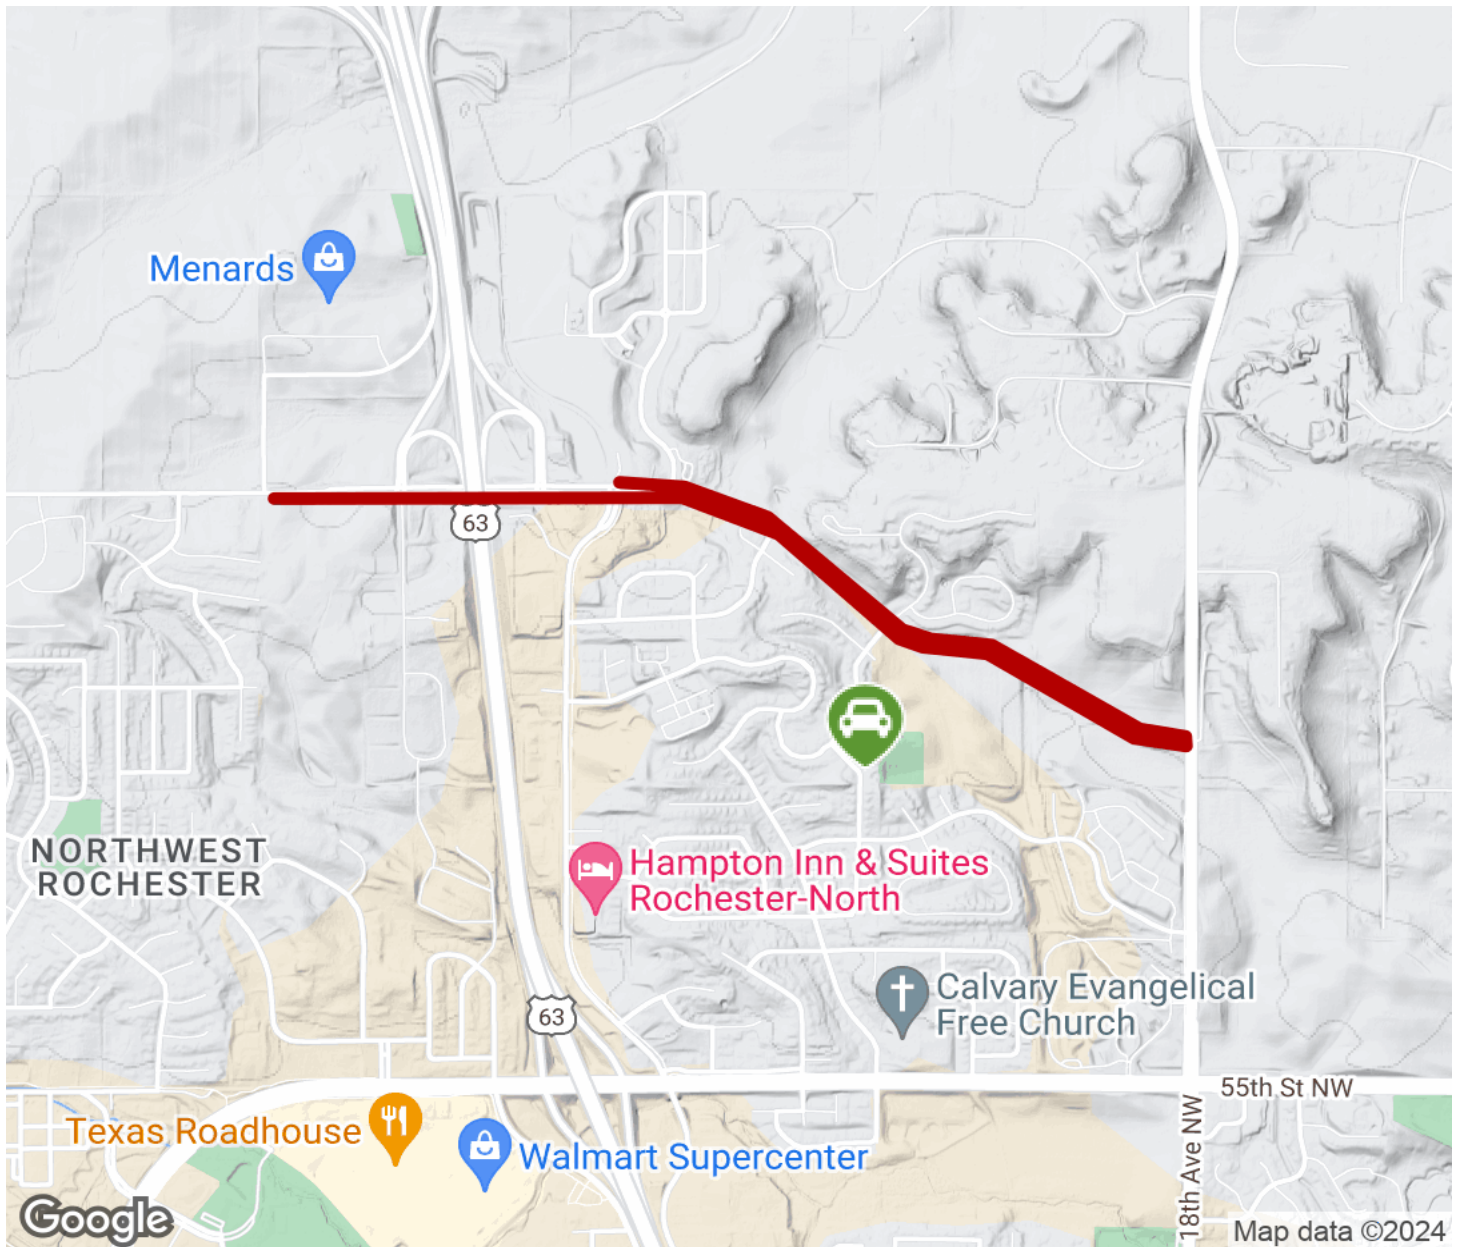 Menards
63
NORTHWEST
ROCHESTER
Hampton Inn & Suites
Rochester-North
Calvary Evangelical
Free Church
63
55th St NW
18th Ave NW
Texas Roadhouse
Walmart Supercenter
Google
Map data ©2024